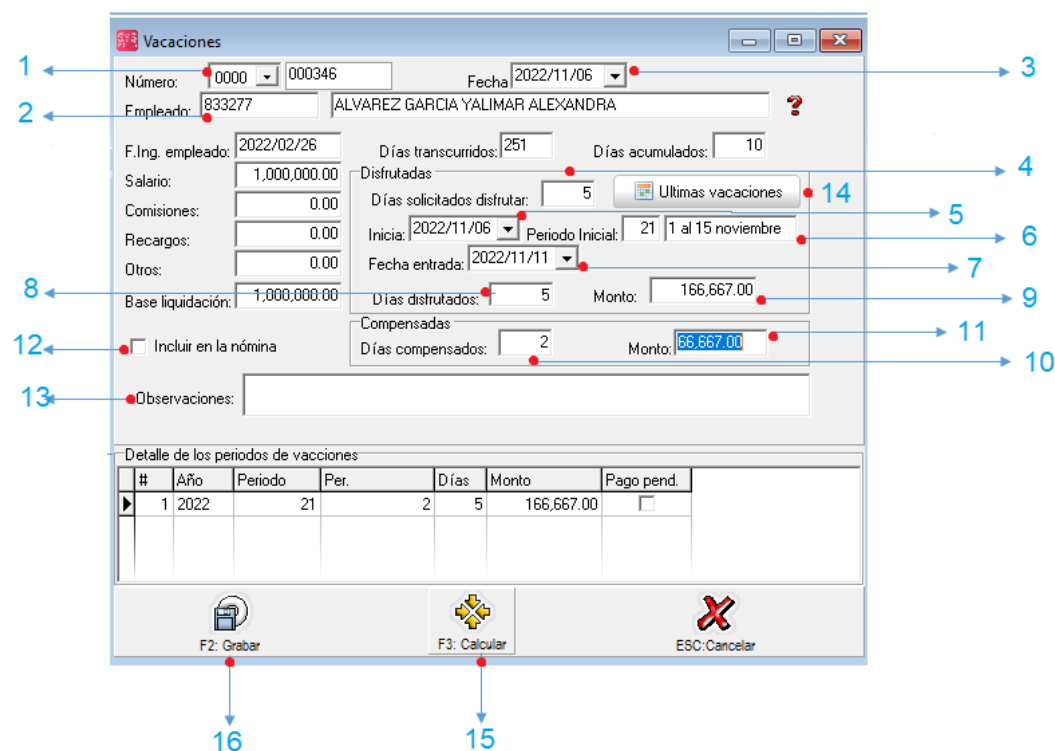 Vacaciones
1 Número: 0000 000346 Fecha 2022/11/06 3
2 Empleado: 833277 ALVAREZ GARCIA YALIMAR ALEXANDRA ?
F.Ing. empleado: 2022/02/26 Días transcurridos: 251 Días acumulados: 10
Salario: 1,000,000.00 Disfrutadas 4
Comisiones: 0.00 Días solicitados disfrutar: 5 Ultimas vacaciones 14
Recargos: 0.00 Inicia: 2022/11/06 Periodo Inicial: 21 1 al 15 noviembre 5 6
Otros: 0.00 Fecha entrada: 2022/11/11 7
8 Base liquidación: 1,000,000.00 Días disfrutados: 5 Monto: 166,667.00 9
Compensadas
12 Incluir en la nómina Días compensados: 2 Monto: 66,667.00 11
10
13 Observaciones:
Detalle de los periodos de vacciones
# Año Periodo Per. Días Monto Pago pend.
1 2022 21 2 5 166,667.00
F2: Grabar F3: Calcular ESC:Cancelar
16 15